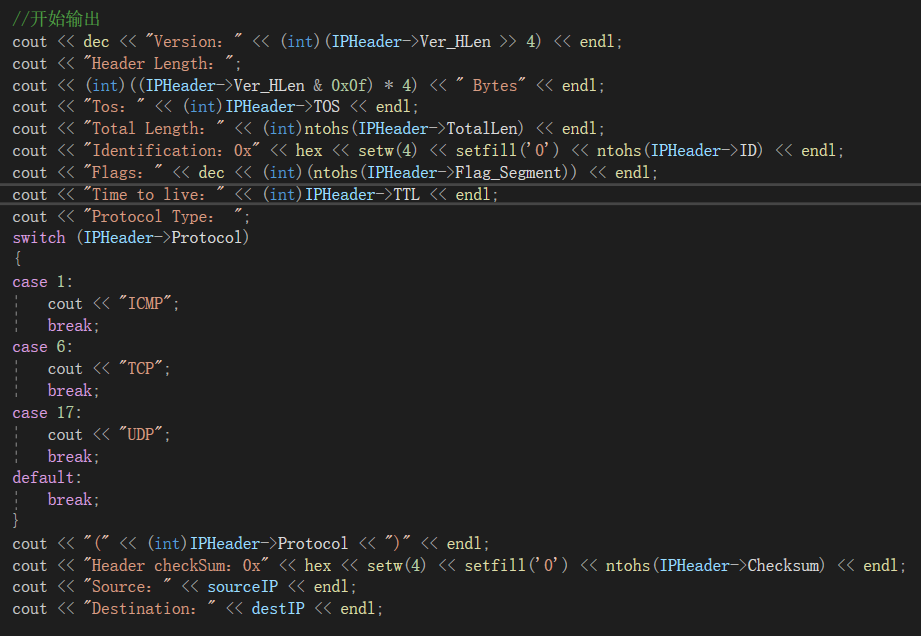 //开始输出
cout << dec << "Version：" << (int)(IPHeader->Ver_HLen >> 4) << endl;
cout << "Header Length：";
cout << (int)((IPHeader->Ver_HLen & 0x0f) * 4) << " Bytes" << endl;
cout << "Tos：" << (int)IPHeader->TOS << endl;
cout << "Total Length：" << (int)ntohs(IPHeader->TotalLen) << endl;
cout << "Identification：0x" << hex << setw(4) << setfill('0') << ntohs(IPHeader->ID) << endl;
cout << "Flags：" << dec << (int)(ntohs(IPHeader->Flag_Segment)) << endl;
cout << "Time to live：" << (int)IPHeader->TTL << endl;
cout << "Protocol Type： ";
switch (IPHeader->Protocol)
{
case 1:
    cout << "ICMP";
    break;
case 6:
    cout << "TCP";
    break;
case 17:
    cout << "UDP";
    break;
default:
    break;
}
cout << "(" << (int)IPHeader->Protocol << ")" << endl;
cout << "Header checkSum：0x" << hex << setw(4) << setfill('0') << ntohs(IPHeader->Checksum) << endl;
cout << "Source：" << sourceIP << endl;
cout << "Destination：" << destIP << endl;